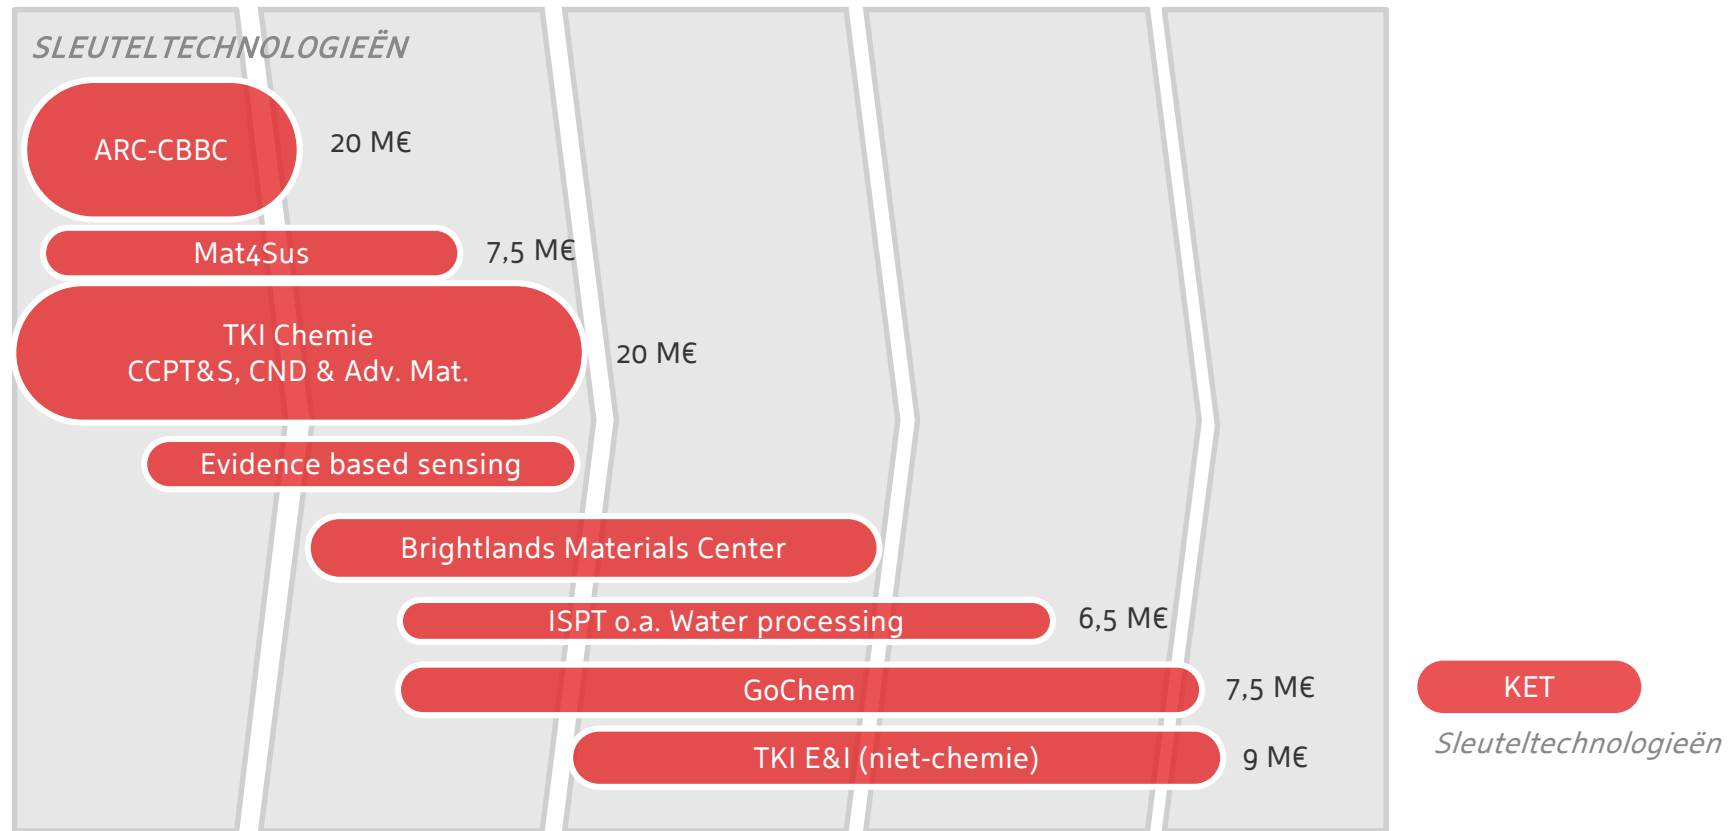 SLEUTELTECHNOLOGIEËN
ARC-CBBC
20 M€
Mat4Sus
7,5 M€
TKI Chemie
CCPT&S, CND & Adv. Mat.
20 M€
Evidence based sensing
Brightlands Materials Center
ISPT o.a. Water processing
6,5 M€
GoChem
7,5 M€
KET
Sleuteltechnologieën
TKI E&I (niet-chemie)
9 M€